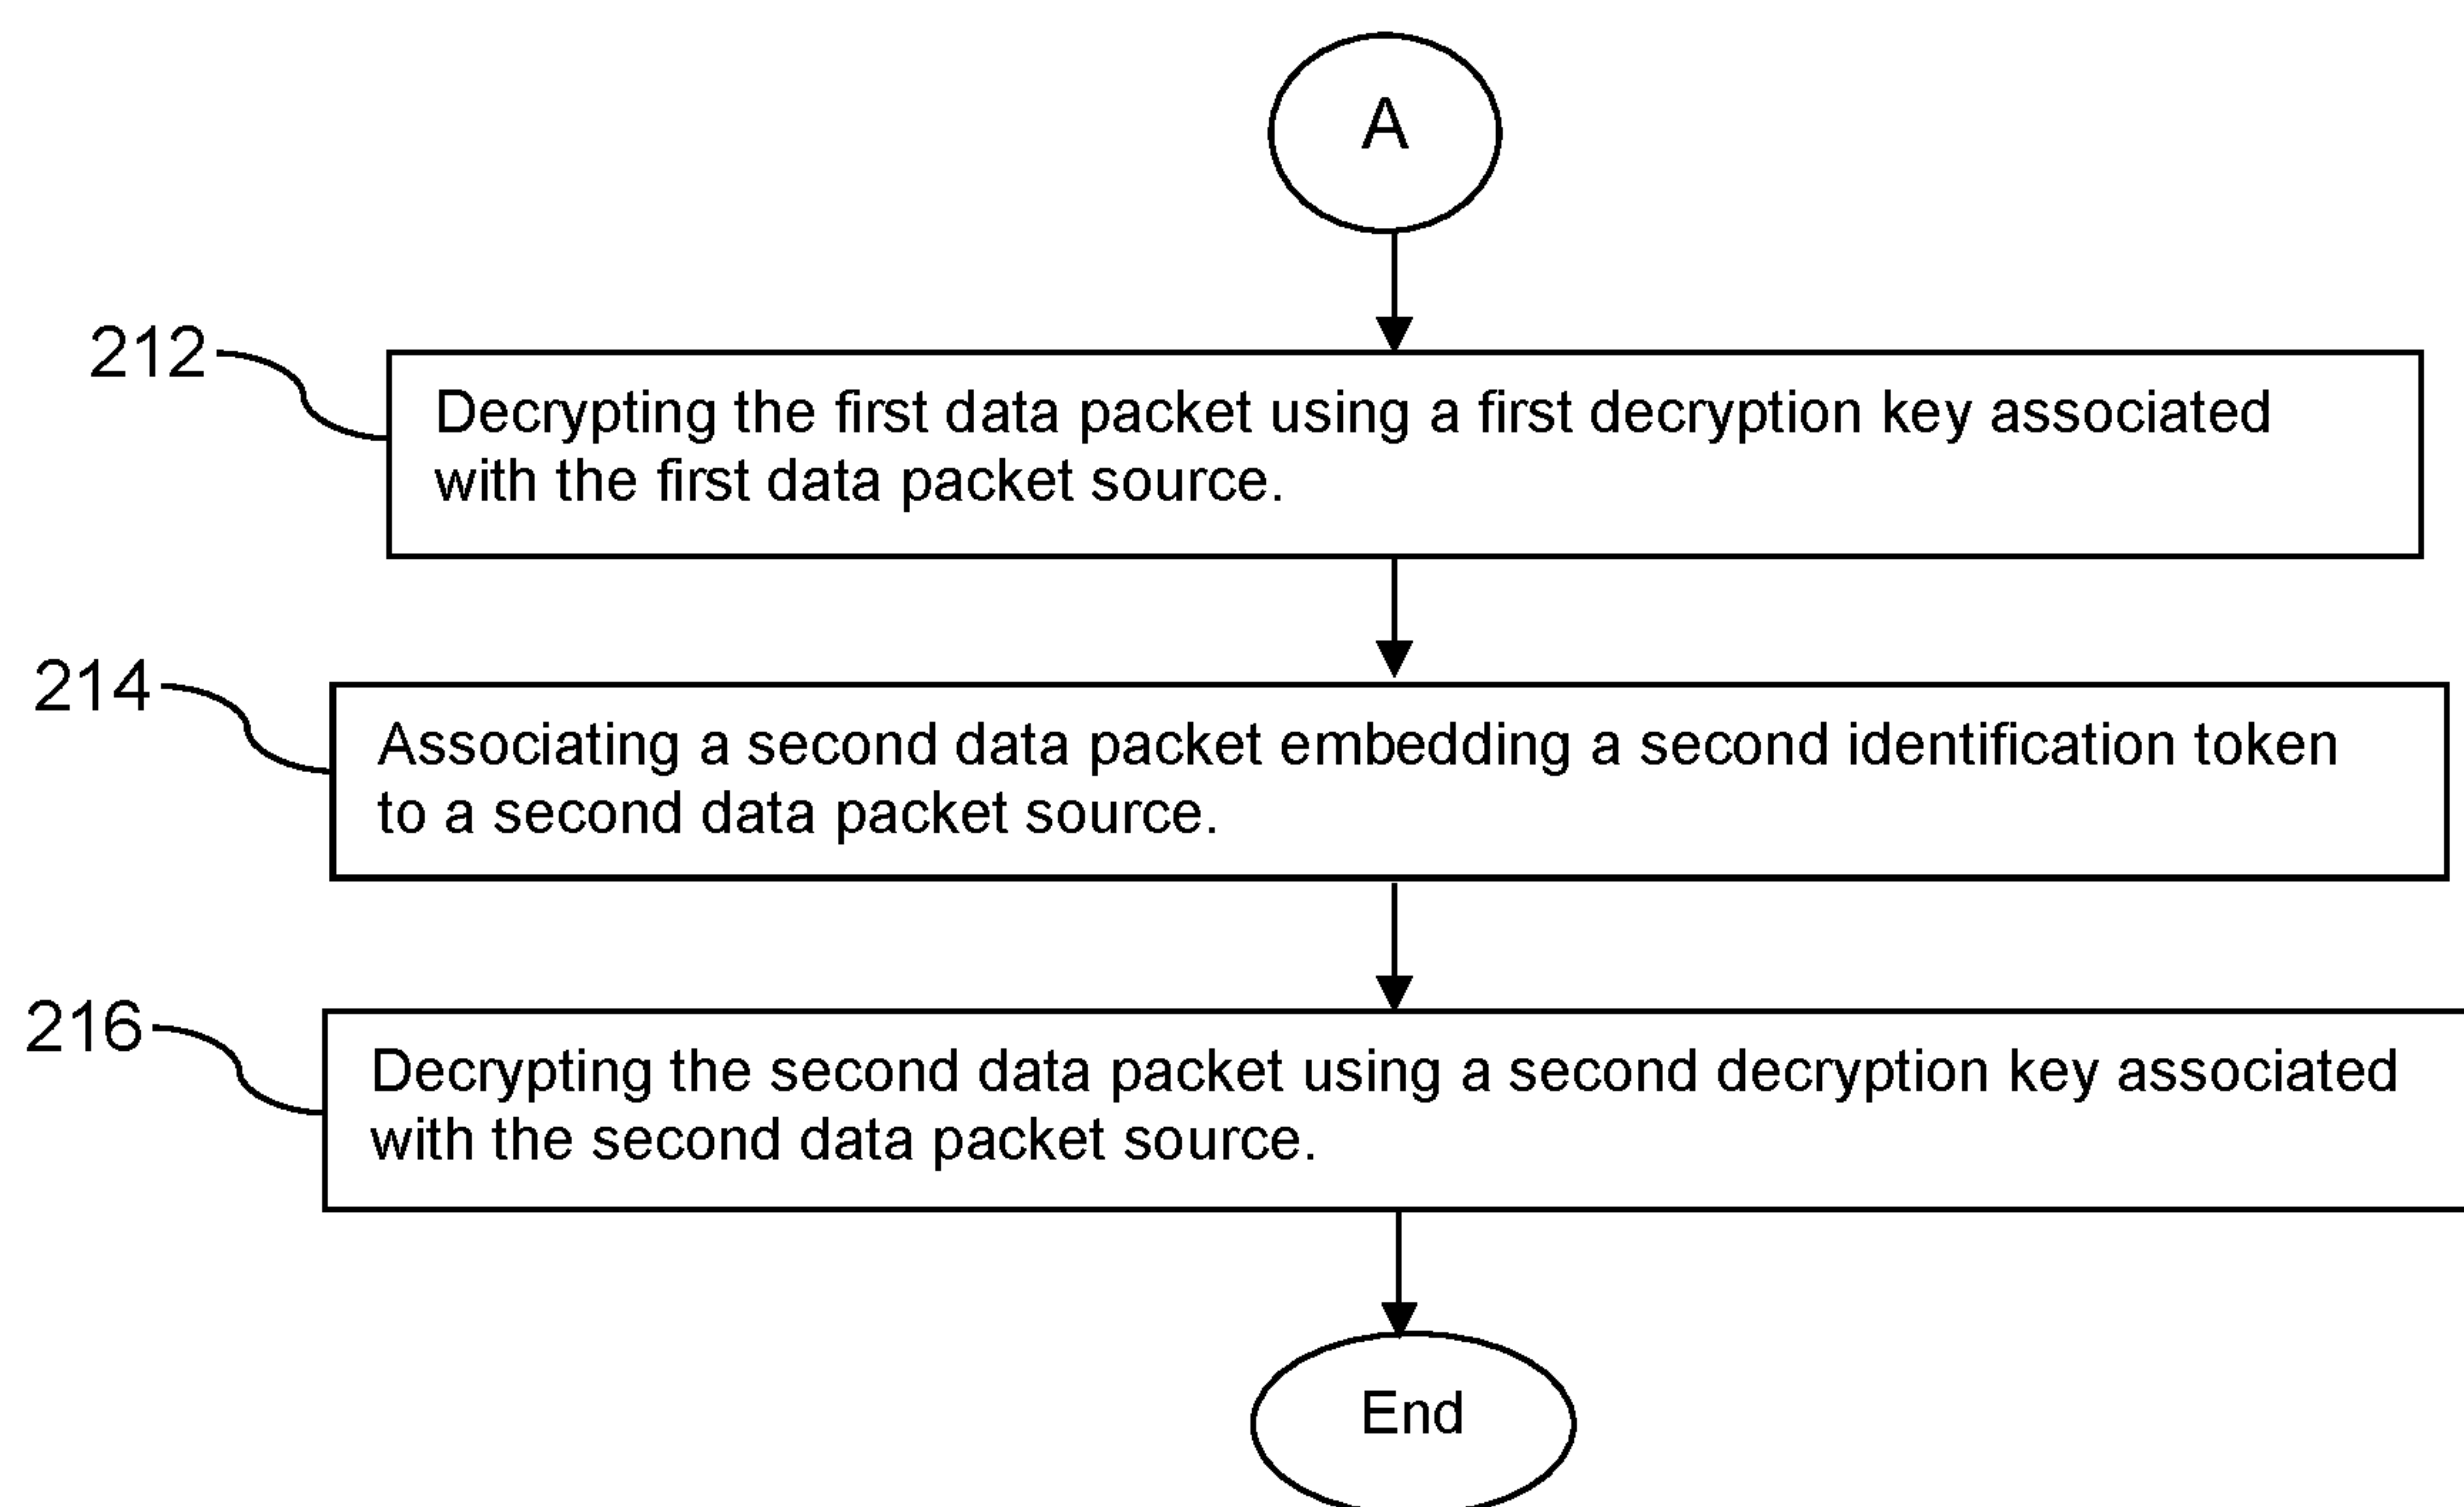 A
212
Decrypting the first data packet using a first decryption key associated
with the first data packet source.
214
Associating a second data packet embedding a second identification token
to a second data packet source.
216
Decrypting the second data packet using a second decryption key associated
with the second data packet source.
End